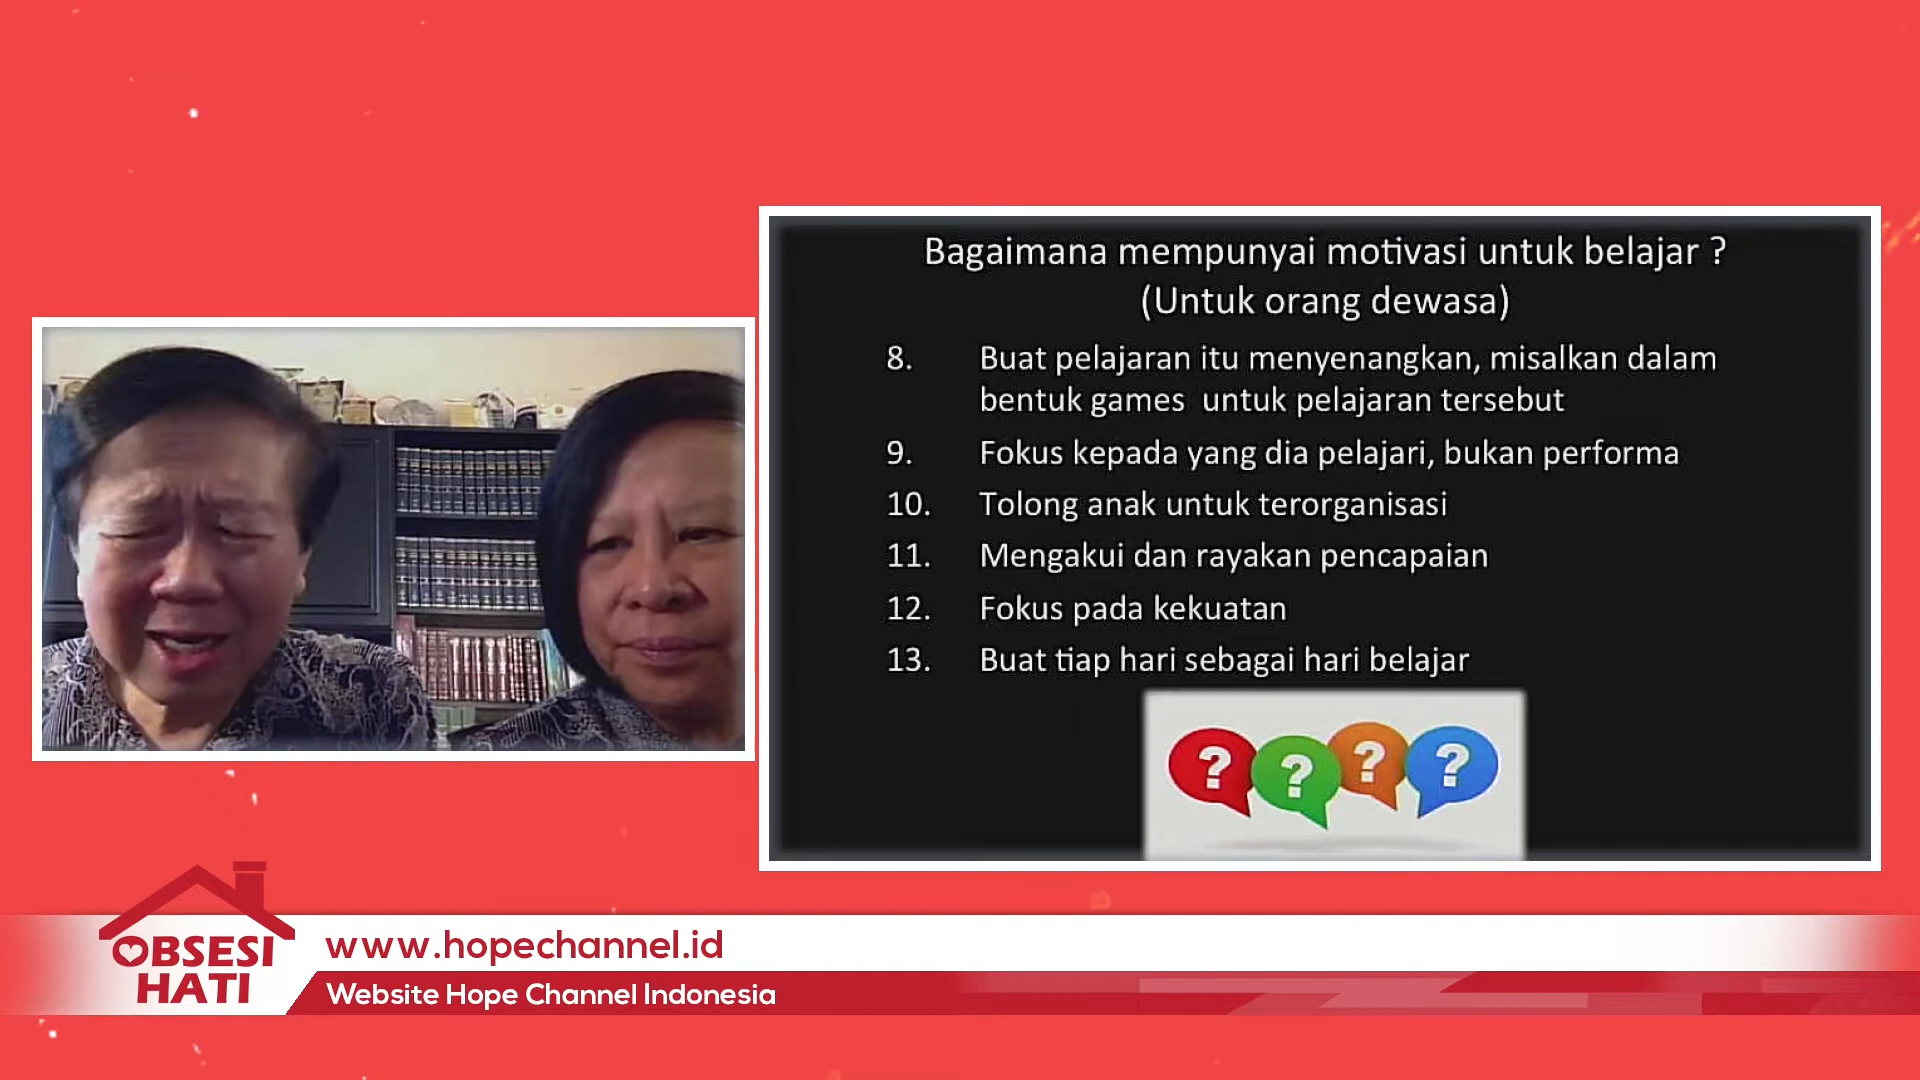 Bagaimana mempunyai motivasi untuk belajar ?
(Untuk orang dewasa)
8. Buat pelajaran itu menyenangkan, misalkan dalam
bentuk games untuk pelajaran tersebut
9. Fokus kepada yang dia pelajari, bukan performa
10. Tolong anak untuk terorganisasi
11. Mengakui dan rayakan pencapaian
12. Fokus pada kekuatan
13. Buat tiap hari sebagai hari belajar
? ? ? ?
OBSESI
HATI
www.hopechannel.id
Website Hope Channel Indonesia